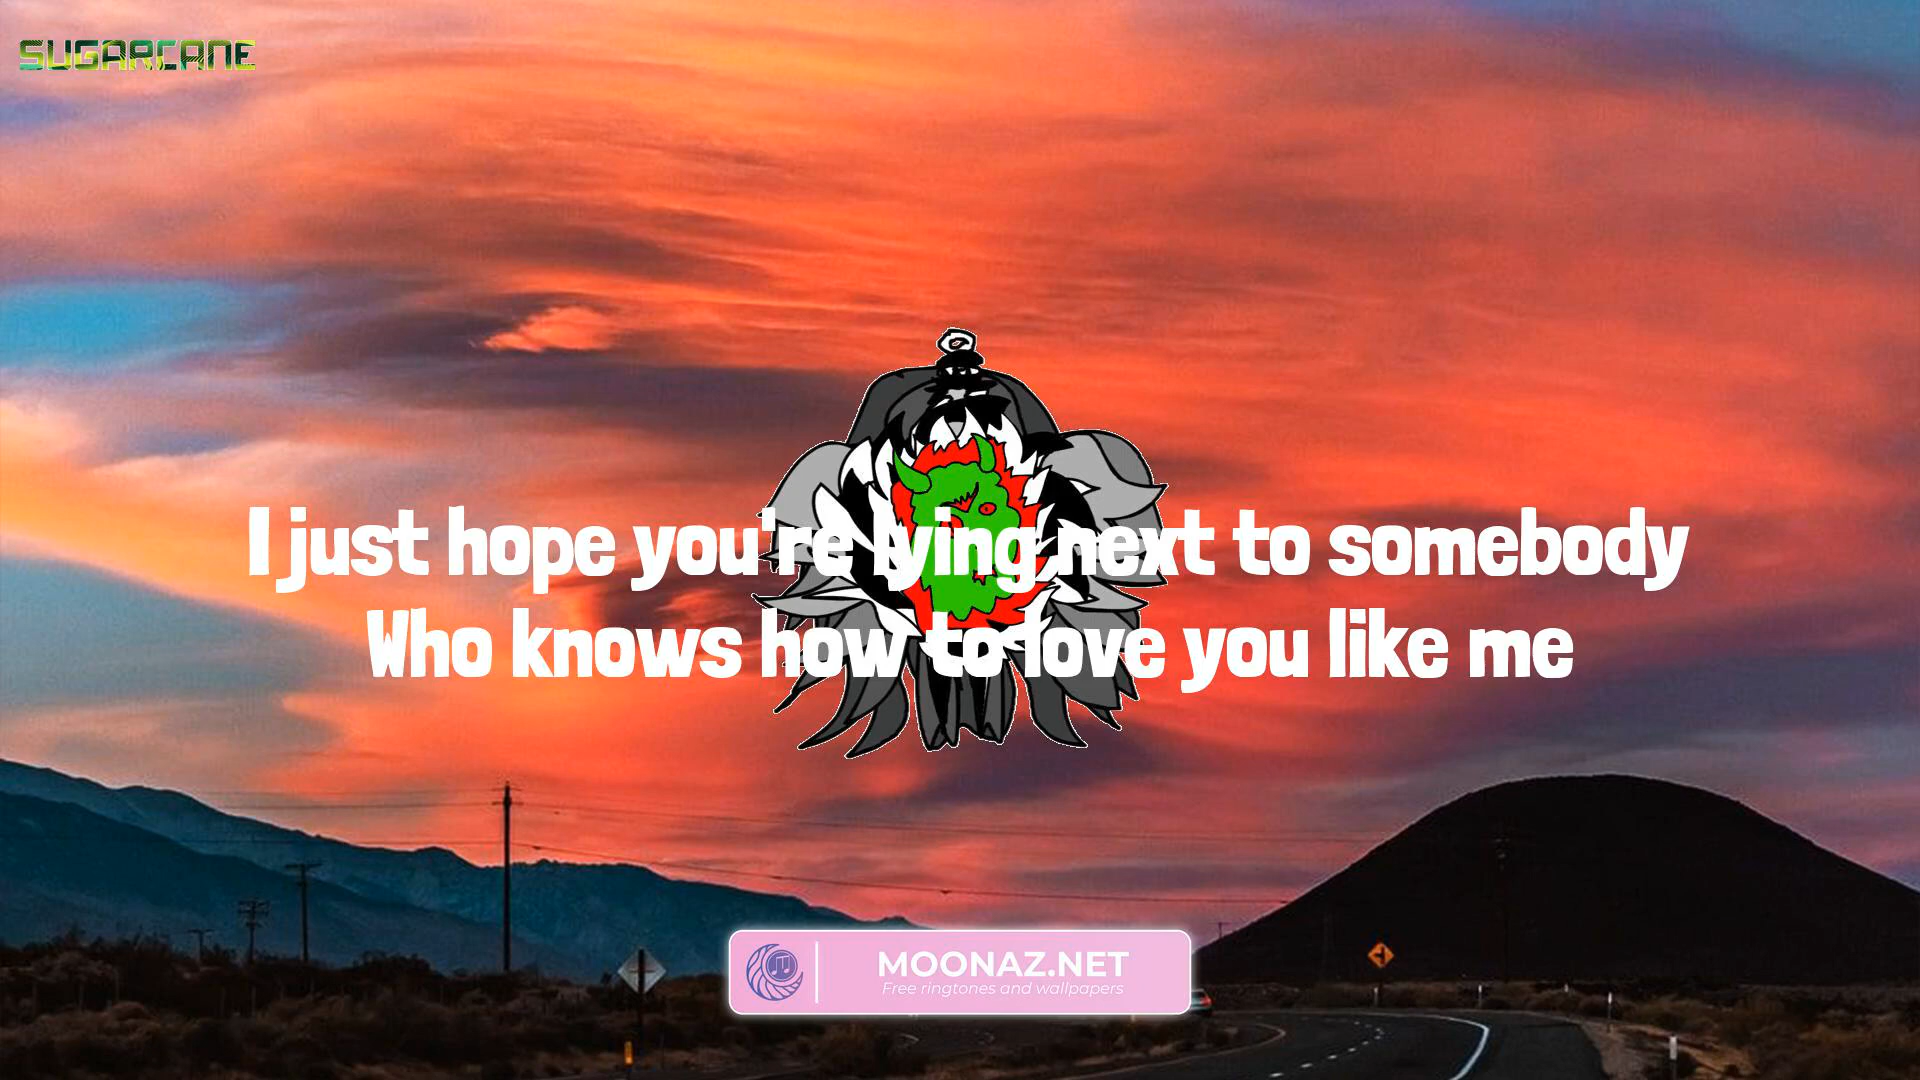 SUGARCANE
I just hope you're lying next to somebody
Who knows how to love you like me
MOONAZ.NET
Free ringtones and wallpapers